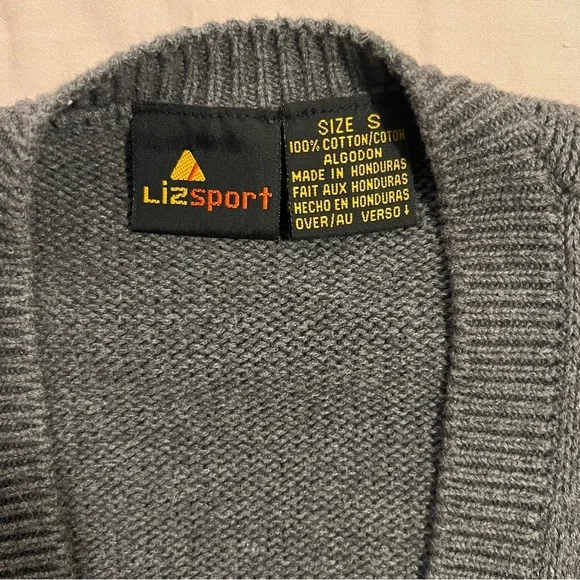 Lizsport
SIZE S
100% COTTON/COTON
ALGODON
MADE IN HONDURAS
FAIT AUX HONDURAS
HECHO EN HONDURAS
OVER/AU VERSO↓